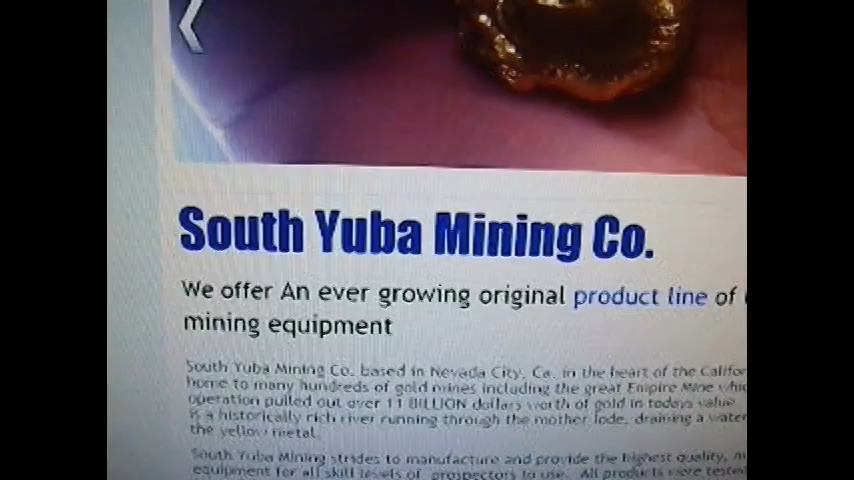 South Yuba Mining Co.
We offer An ever growing original product line of
mining equipment
South Yuba Mining Co. based in Nevada City, Ca. in the heart of the
home to many hundreds of gold mines including the great Empire Mine
operation pulled out over 11 BILLION dollars worth of gold in todays value
is a historically rich river running through the mother lode, draining a
the yellow metal.
South Yuba Mining strides to manufacture and provide the highest quality,
equipment for all skill levels of prospectors to use. All products were